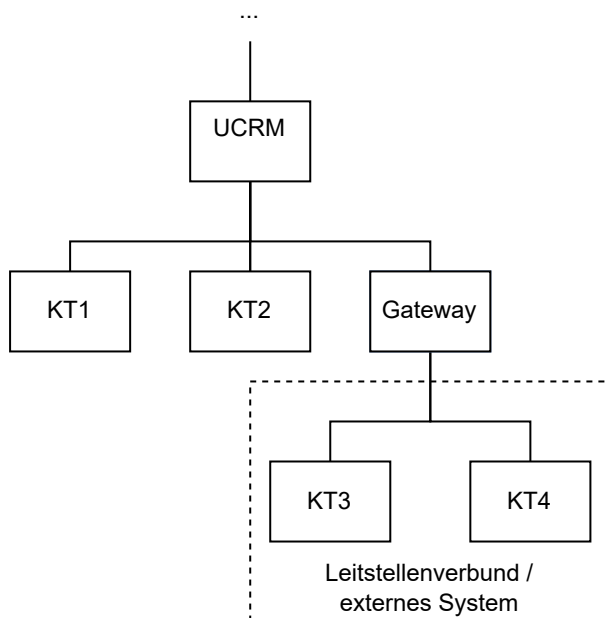 ...
UCRM
KT1
KT2
Gateway
KT3
KT4
Leitstellenverbund /
externes System